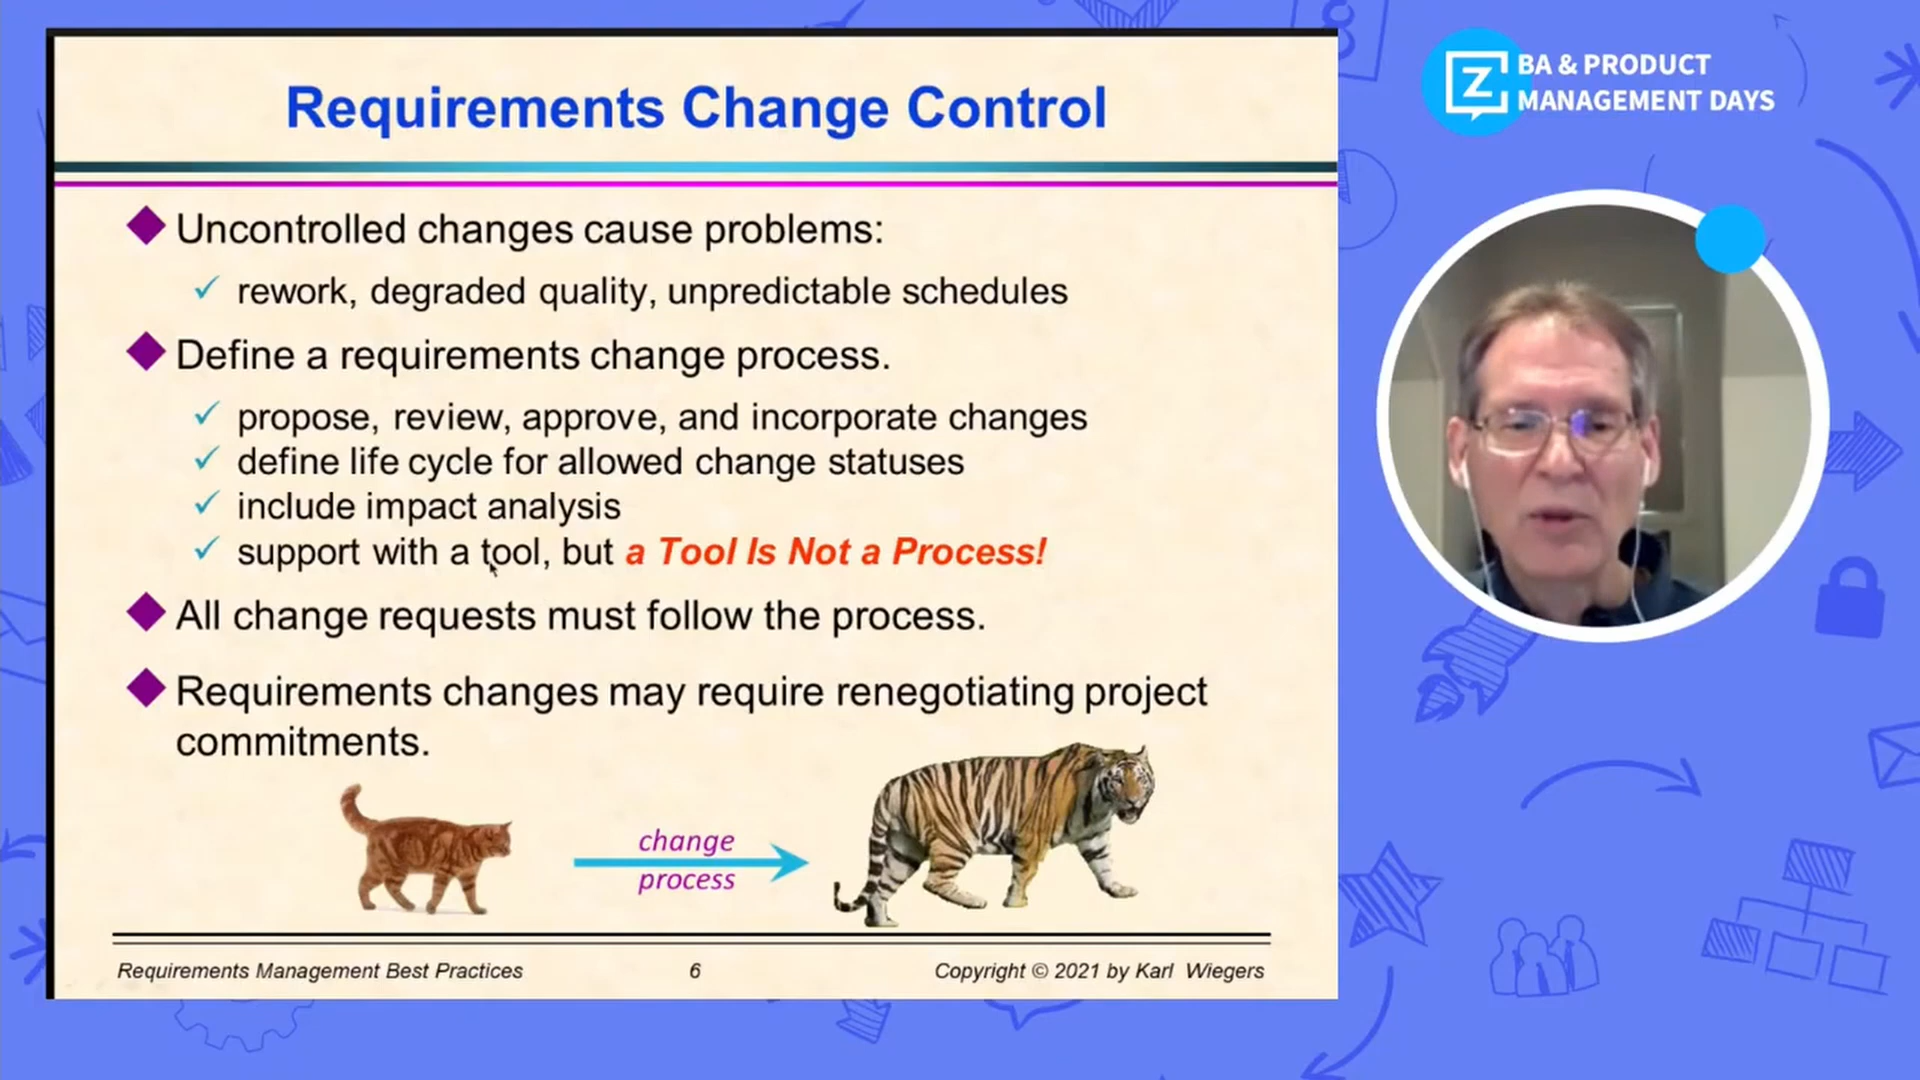 Requirements Change Control
Uncontrolled changes cause problems:
rework, degraded quality, unpredictable schedules
Define a requirements change process.
propose, review, approve, and incorporate changes
define life cycle for allowed change statuses
include impact analysis
support with a tool, but a Tool Is Not a Process!
All change requests must follow the process.
Requirements changes may require renegotiating project
commitments.
change
process
Requirements Management Best Practices
6
Copyright © 2021 by Karl Wiegers
Z
BA & PRODUCT
MANAGEMENT DAYS